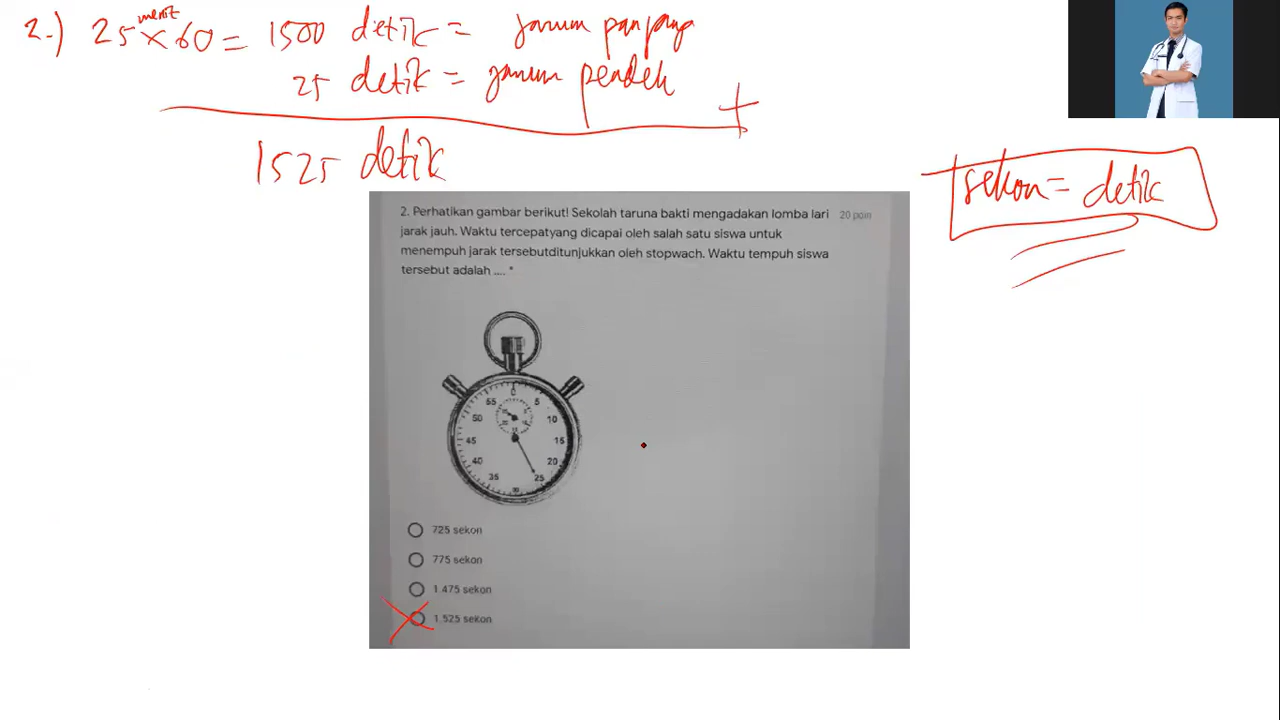 2.) 25 menit × 60 = 1500 detik = jarum panjang
25 detik = jarum pendek
+
1525 detik
sekon = detik
2. Perhatikan gambar berikut! Sekolah taruna bakti mengadakan lomba lari 20 poin
jarak jauh. Waktu tercepatyang dicapai oleh salah satu siswa untuk
menempuh jarak tersebutditunjukkan oleh stopwach. Waktu tempuh siswa
tersebut adalah .... *
0
55 5
50 10
45 15
40 20
35 25
30
725 sekon
775 sekon
1.475 sekon
1.525 sekon